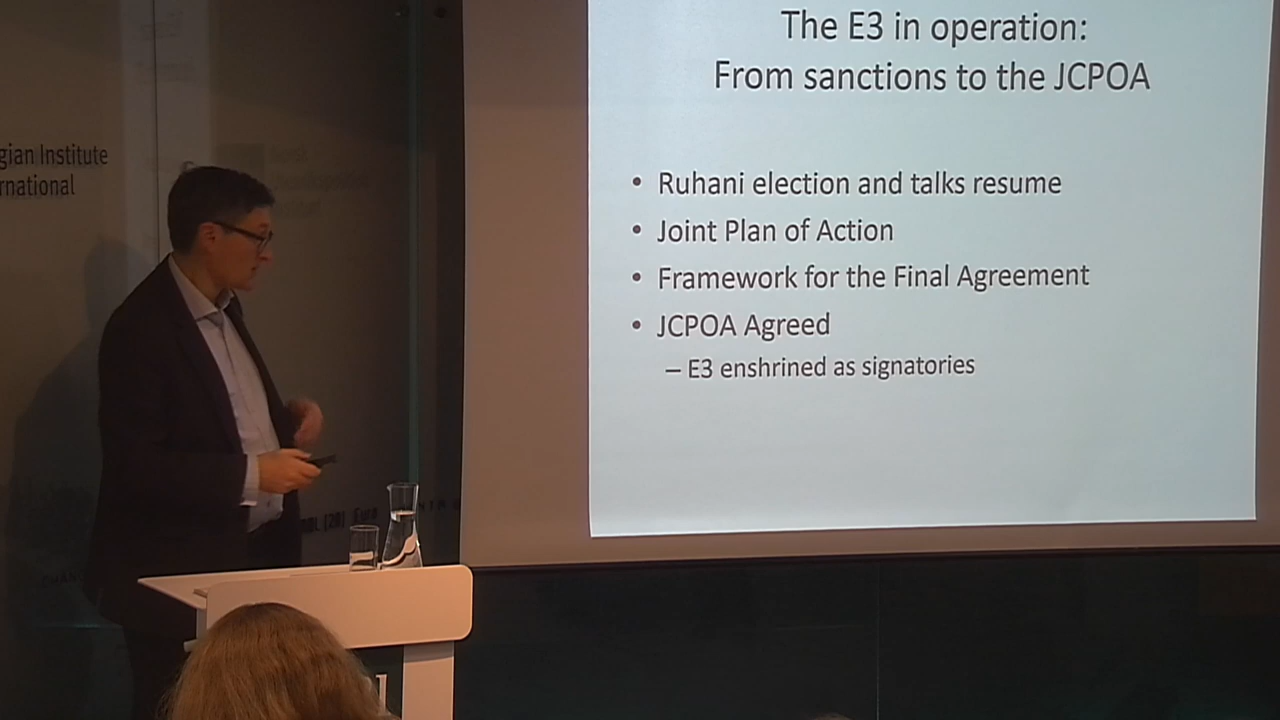 The E3 in operation:
From sanctions to the JCPOA
• Ruhani election and talks resume
• Joint Plan of Action
• Framework for the Final Agreement
• JCPOA Agreed
– E3 enshrined as signatories
gian Institute
rnational